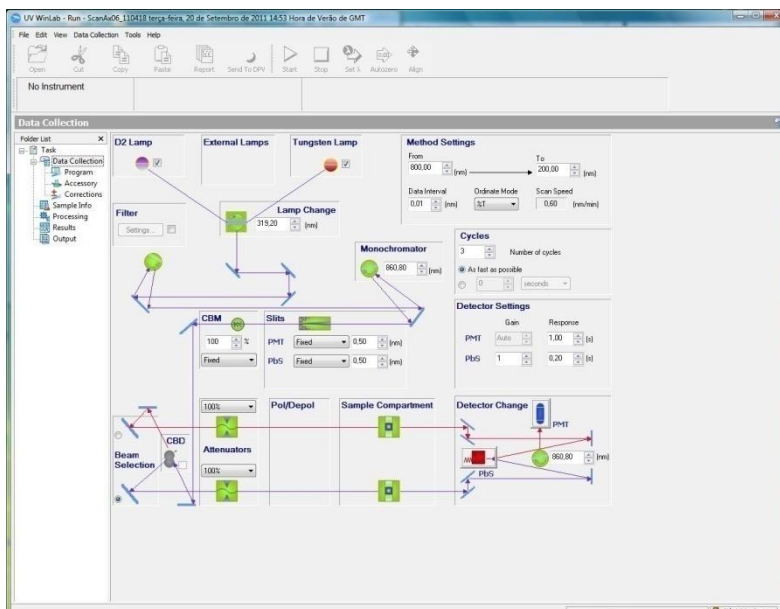 UV WinLab - Run - ScanAx06_110418 terça-feira, 20 de Setembro de 2011 14:53 Hora de Verão de GMT
File Edit View Data Collection Tools Help
Open Cut Copy Paste Report Send To DPV Start Stop Set λ Autozero Align
No Instrument
Data Collection
Folder List X
Task
Data Collection
Program
Accessory
Corrections
Sample Info
Processing
Results
Output
D2 Lamp
External Lamps
Tungsten Lamp
Filter
Settings...
Lamp Change
319,20 (nm)
Monochromator
860,80 (nm)
CBM
100 %
Fixed
Slits
PMT Fixed 0,50 (nm)
PbS Fixed 0,50 (nm)
Method Settings
From To
800,00 (nm) 200,00 (nm)
Data Interval Ordinate Mode Scan Speed
0,01 (nm) %T 0,60 (nm/min)
Cycles
3 Number of cycles
As fast as possible
0 seconds
Detector Settings
Gain Response
PMT Auto 1,00 (s)
PbS 1 0,20 (s)
Beam Selection
CBD
100%
Attenuators
100%
Pol/Depol
Sample Compartment
Detector Change
PMT
860,80 (nm)
PbS